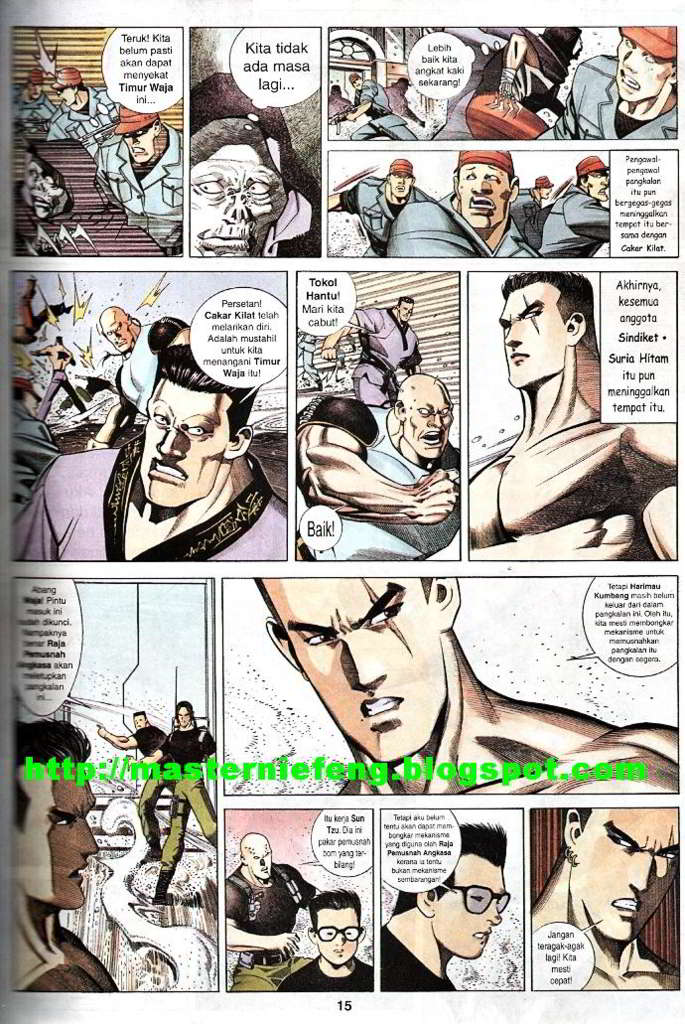 Teruk! Kita
belum pasti
akan dapat
menyekat
Timur Waja
ini...
Kita tidak
ada masa
lagi...
Lebih
baik kita
angkat kaki
sekarang!
Pengawal-
pengawal
pangkalan
itu pun
bergegas-gegas
meninggalkan
tempat itu ber-
sama dengan
Cakar Kilat.
Persetan!
Cakar Kilat telah
melarikan diri.
Adalah mustahil
untuk kita
menangani Timur
Waja itu!
Tokol
Hantu!
Mari kita
cabut!
Baik!
Akhirnya,
kesemua
anggota
Sindiket •
Suria Hitam
itu pun
meninggalkan
tempat itu.
Abang
Waja! Pintu
masuk ini
sudah dikunci.
Nampaknya
benar Raja
Pemusnah
Angkasa akan
meletupkan
pangkalan
ini...
Tetapi Harimau
Kumbang masih belum
keluar dari dalam
pangkalan ini. Oleh itu,
kita mesti membongkar
mekanisme untuk
memusnahkan
pangkalan itu
dengan segera.
http://masterniefeng.blogspot.com
Itu kerja Sun
Tzu. Dia ini
pakar pemusnah
bom yang ter-
bilang!
Tetapi aku belum
tentu akan dapat mem-
bongkar mekanisme
yang diguna oleh Raja
Pemusnah Angkasa
kerana ia tentu
bukan mekanisme
sembarangan!
Jangan
teragak-agak
lagi! Kita
mesti
cepat!
15